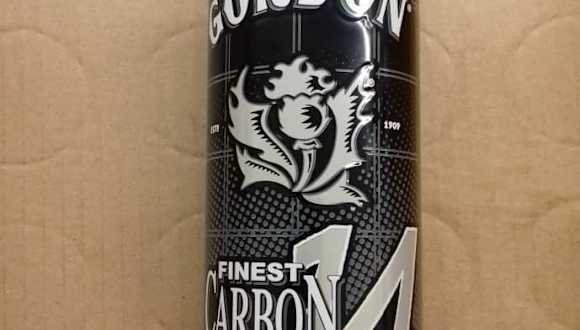 GORDON
®
ESTD 1909
FINEST
CARBON 14